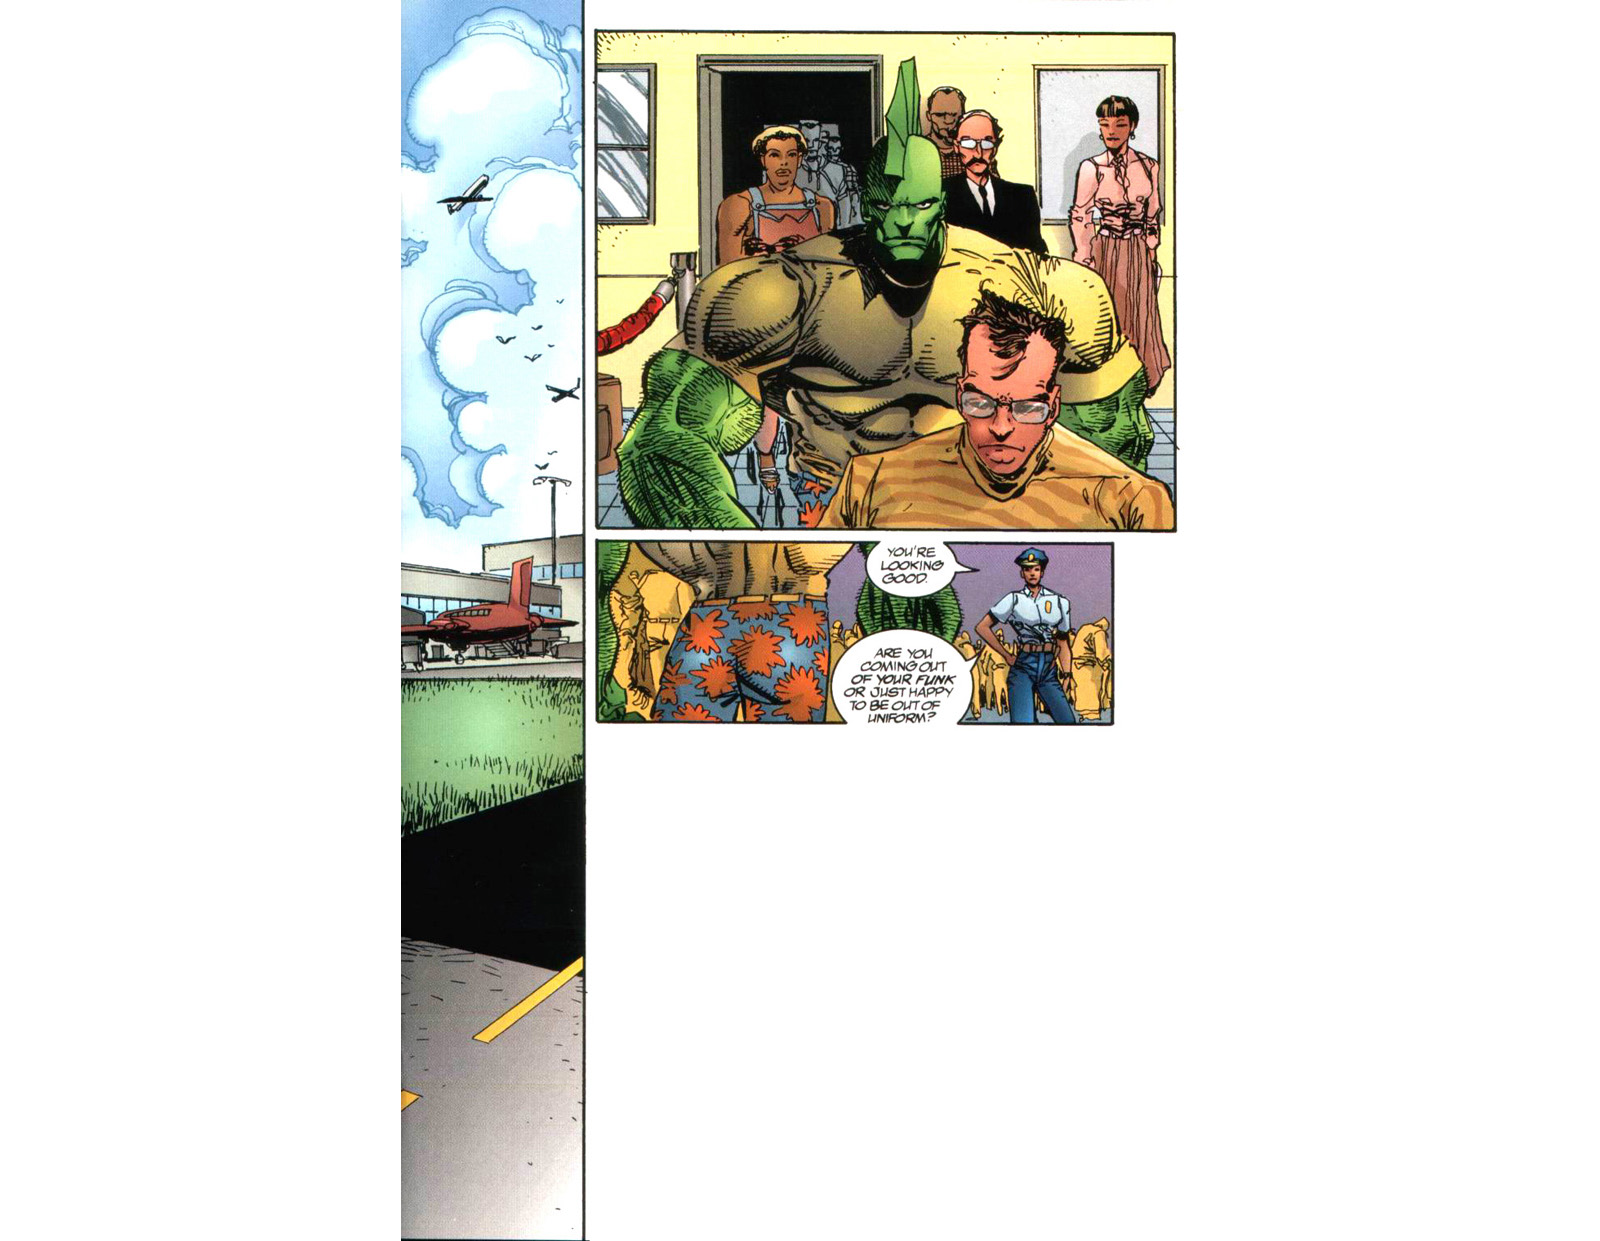 YOU'RE
LOOKING
GOOD.
ARE YOU
COMING OUT
OF YOUR FUNK
OR JUST HAPPY
TO BE OUT OF
UNIFORM?